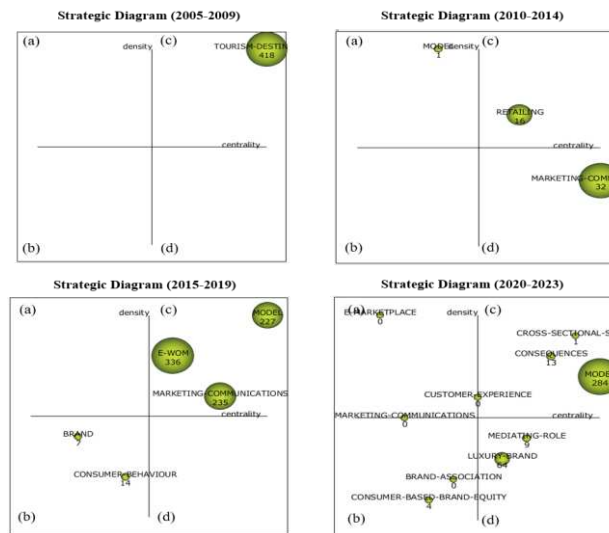 Strategic Diagram (2005-2009)
(a)
density
(c)
TOURISM-DESTIN
418
centrality
(b)
(d)
Strategic Diagram (2010-2014)
(a)
density
(c)
MODEL
1
RETAILING
16
centrality
MARKETING-COMM
32
(b)
(d)
Strategic Diagram (2015-2019)
(a)
density
(c)
MODEL
227
E-WOM
336
MARKETING-COMMUNICATIONS
235
centrality
BRAND
7
CONSUMER-BEHAVIOUR
14
(b)
(d)
Strategic Diagram (2020-2023)
(a)
density
(c)
E-MARKETPLACE
0
CROSS-SECTIONAL-S
1
CONSEQUENCES
13
MODE
284
CUSTOMER-EXPERIENCE
0
MARKETING-COMMUNICATIONS
0
centrality
MEDIATING-ROLE
9
LUXURY-BRAND
64
BRAND-ASSOCIATION
0
CONSUMER-BASED-BRAND-EQUITY
4
(b)
(d)